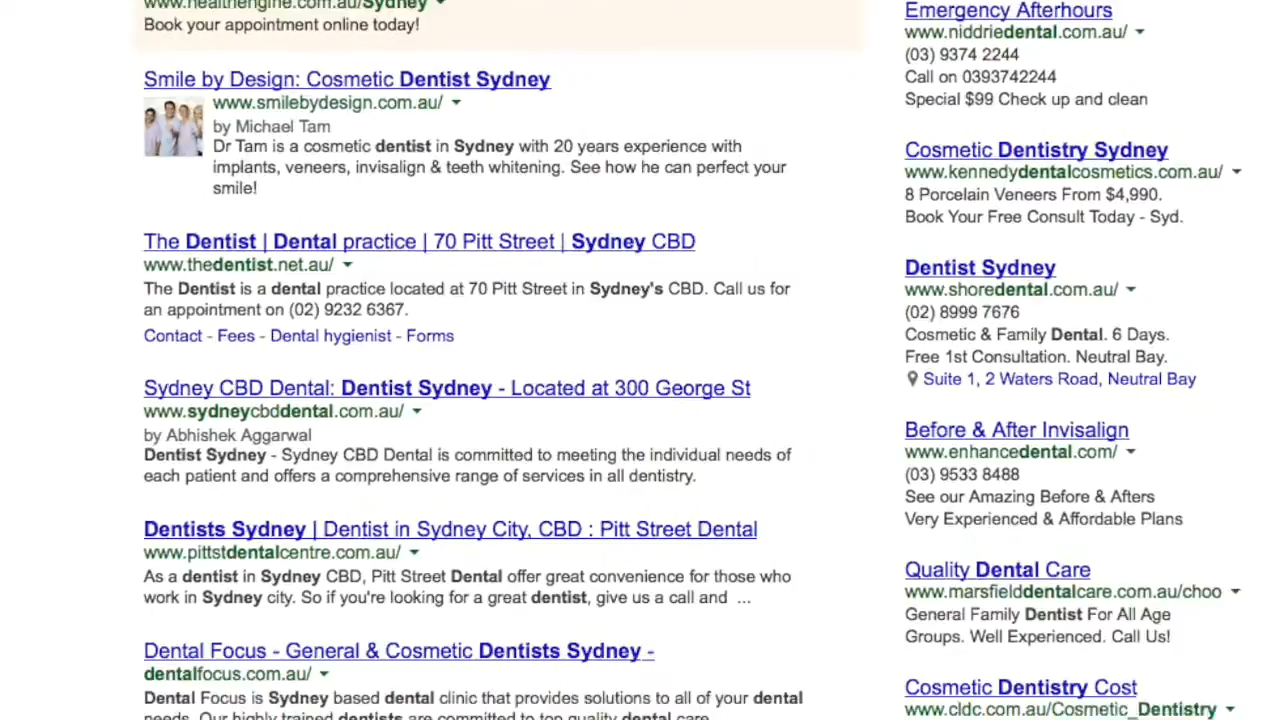 www.healthengine.com.au/Sydney
Book your appointment online today!
Smile by Design: Cosmetic Dentist Sydney
www.smilebydesign.com.au/
by Michael Tam
Dr Tam is a cosmetic dentist in Sydney with 20 years experience with
implants, veneers, invisalign & teeth whitening. See how he can perfect your
smile!
The Dentist | Dental practice | 70 Pitt Street | Sydney CBD
www.thedentist.net.au/
The Dentist is a dental practice located at 70 Pitt Street in Sydney's CBD. Call us for
an appointment on (02) 9232 6367.
Contact - Fees - Dental hygienist - Forms
Sydney CBD Dental: Dentist Sydney - Located at 300 George St
www.sydneycbddental.com.au/
by Abhishek Aggarwal
Dentist Sydney - Sydney CBD Dental is committed to meeting the individual needs of
each patient and offers a comprehensive range of services in all dentistry.
Dentists Sydney | Dentist in Sydney City, CBD : Pitt Street Dental
www.pittstdentalcentre.com.au/
As a dentist in Sydney CBD, Pitt Street Dental offer great convenience for those who
work in Sydney city. So if you're looking for a great dentist, give us a call and ...
Dental Focus - General & Cosmetic Dentists Sydney -
dentalfocus.com.au/
Dental Focus is Sydney based dental clinic that provides solutions to all of your dental
needs. Our highly trained dentists are committed to top quality dental care.
Emergency Afterhours
www.niddriedental.com.au/
(03) 9374 2244
Call on 0393742244
Special $99 Check up and clean
Cosmetic Dentistry Sydney
www.kennedydentalcosmetics.com.au/
8 Porcelain Veneers From $4,990.
Book Your Free Consult Today - Syd.
Dentist Sydney
www.shoredental.com.au/
(02) 8999 7676
Cosmetic & Family Dental. 6 Days.
Free 1st Consultation. Neutral Bay.
Suite 1, 2 Waters Road, Neutral Bay
Before & After Invisalign
www.enhancedental.com/
(03) 9533 8488
See our Amazing Before & Afters
Very Experienced & Affordable Plans
Quality Dental Care
www.marsfielddentalcare.com.au/choo
General Family Dentist For All Age
Groups. Well Experienced. Call Us!
Cosmetic Dentistry Cost
www.cldc.com.au/Cosmetic_Dentistry